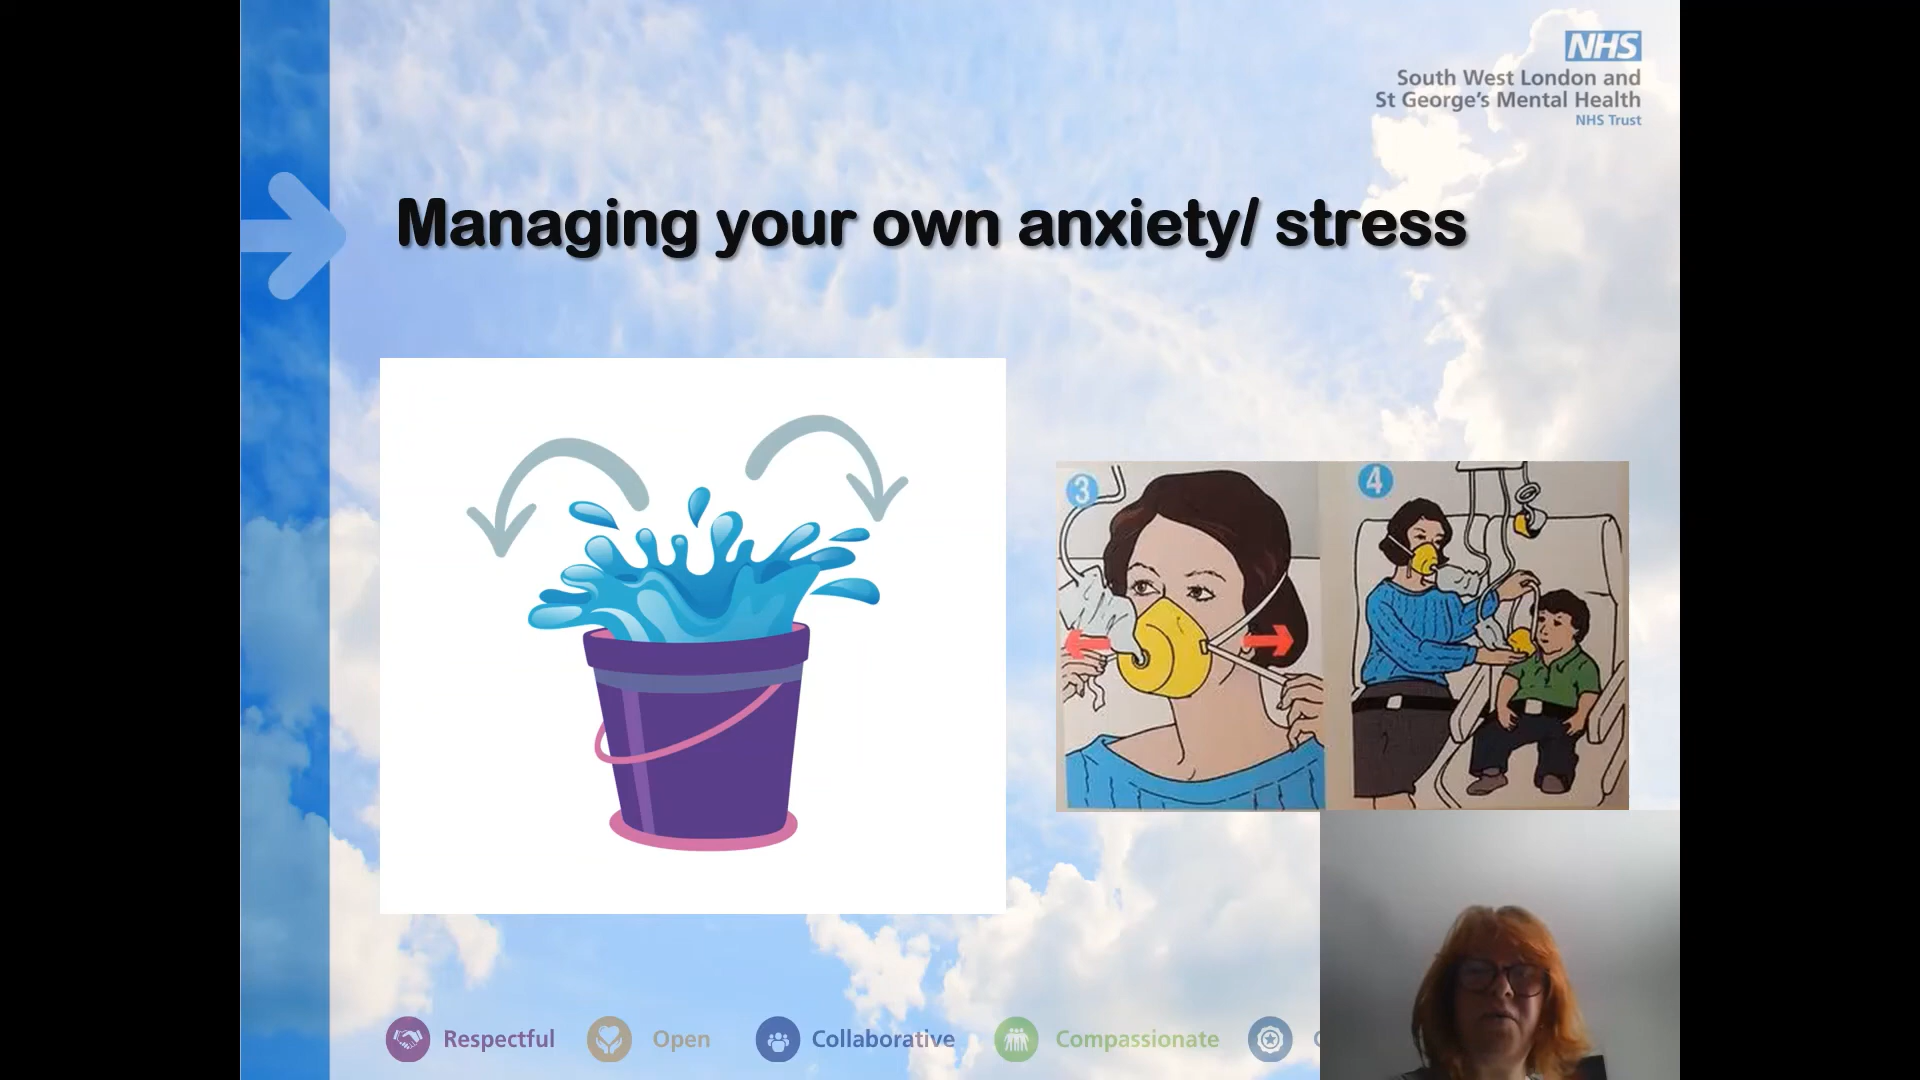 NHS
South West London and
St George's Mental Health
NHS Trust
Managing your own anxiety/ stress
3
4
Respectful
Open
Collaborative
Compassionate